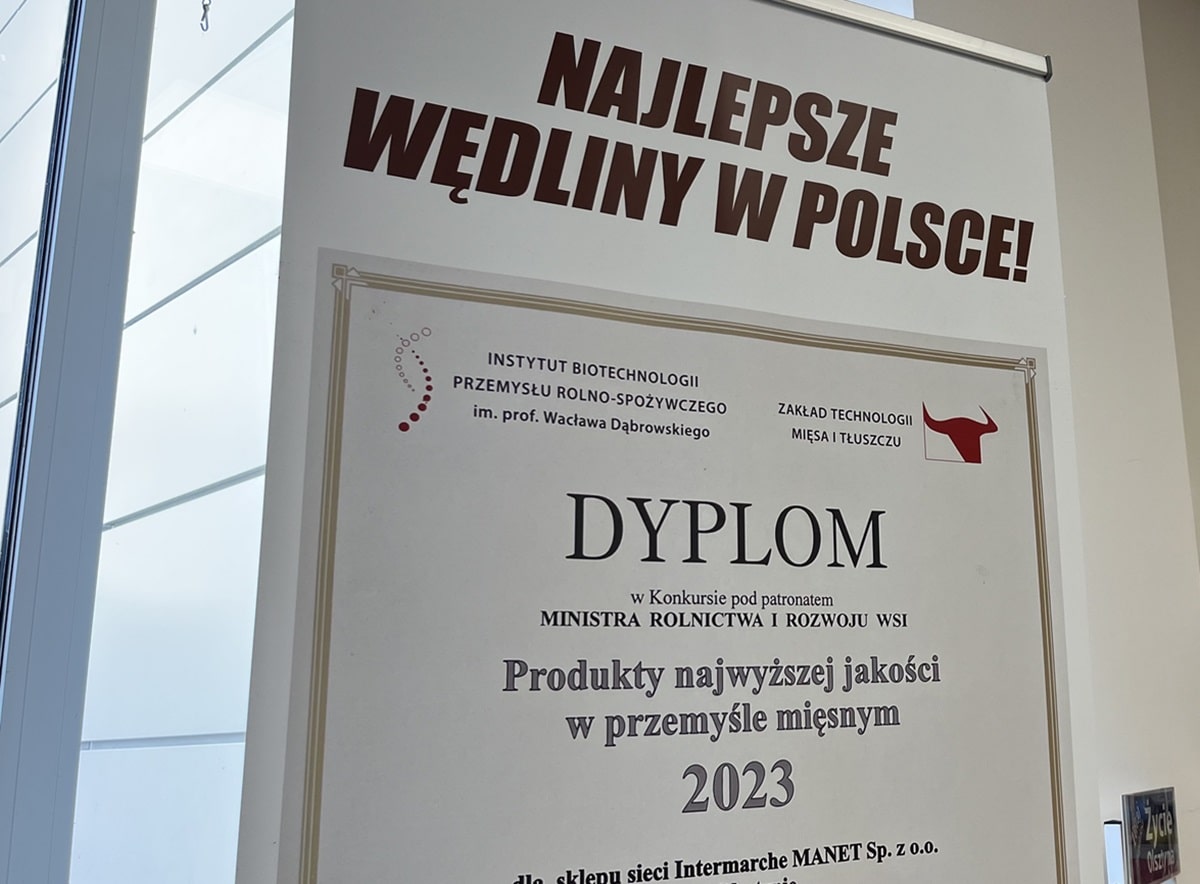 NAJLEPSZE
WĘDLINY W POLSCE!
INSTYTUT BIOTECHNOLOGII
PRZEMYSŁU ROLNO-SPOŻYWCZEGO
im. prof. Wacława Dąbrowskiego
ZAKŁAD TECHNOLOGII
MIĘSA I TŁUSZCZU
DYPLOM
w Konkursie pod patronatem
MINISTRA ROLNICTWA I ROZWOJU WSI
Produkty najwyższej jakości
w przemyśle mięsnym
2023
dla sklepu sieci Intermarche MANET Sp. z o.o.
Życie
Olsztyna